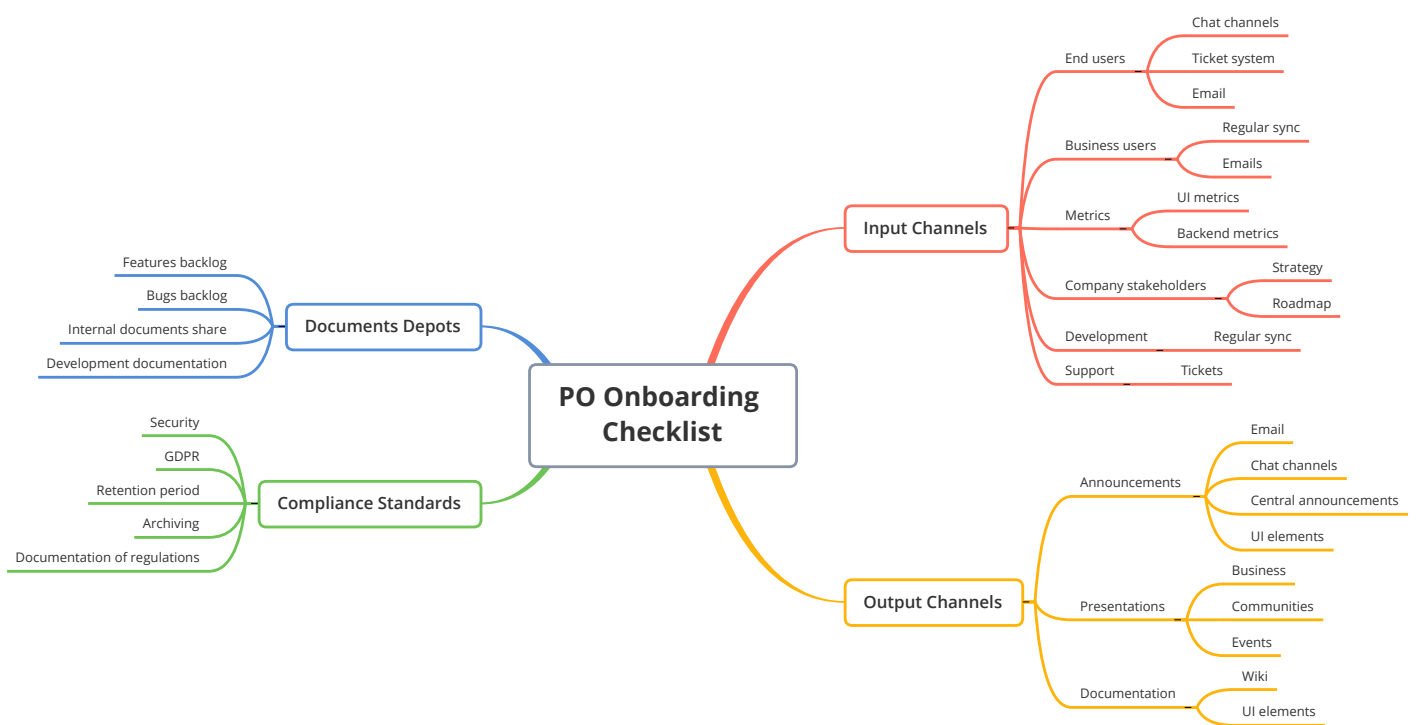 PO Onboarding
Checklist
Input Channels
End users
Chat channels
Ticket system
Email
Business users
Regular sync
Emails
Metrics
UI metrics
Backend metrics
Company stakeholders
Strategy
Roadmap
Development
Regular sync
Support
Tickets
Output Channels
Announcements
Email
Chat channels
Central announcements
UI elements
Presentations
Business
Communities
Events
Documentation
Wiki
UI elements
Documents Depots
Features backlog
Bugs backlog
Internal documents share
Development documentation
Compliance Standards
Security
GDPR
Retention period
Archiving
Documentation of regulations